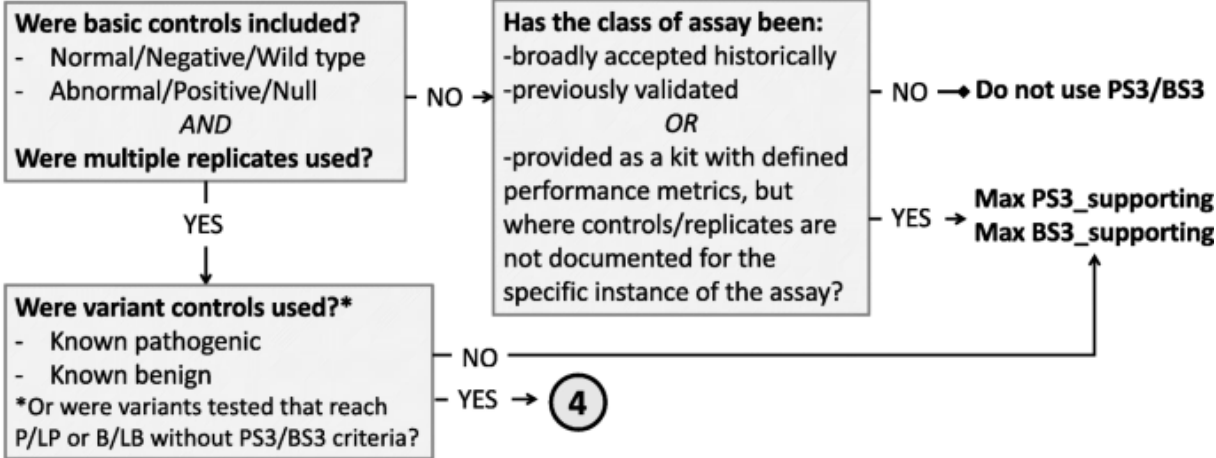 Were basic controls included?
- Normal/Negative/Wild type
- Abnormal/Positive/Null
AND
Were multiple replicates used?
NO
Has the class of assay been:
-broadly accepted historically
-previously validated
OR
-provided as a kit with defined
performance metrics, but
where controls/replicates are
not documented for the
specific instance of the assay?
NO
Do not use PS3/BS3
YES
Max PS3_supporting
Max BS3_supporting
YES
Were variant controls used?*
- Known pathogenic
- Known benign
*Or were variants tested that reach
P/LP or B/LB without PS3/BS3 criteria?
NO
YES
4